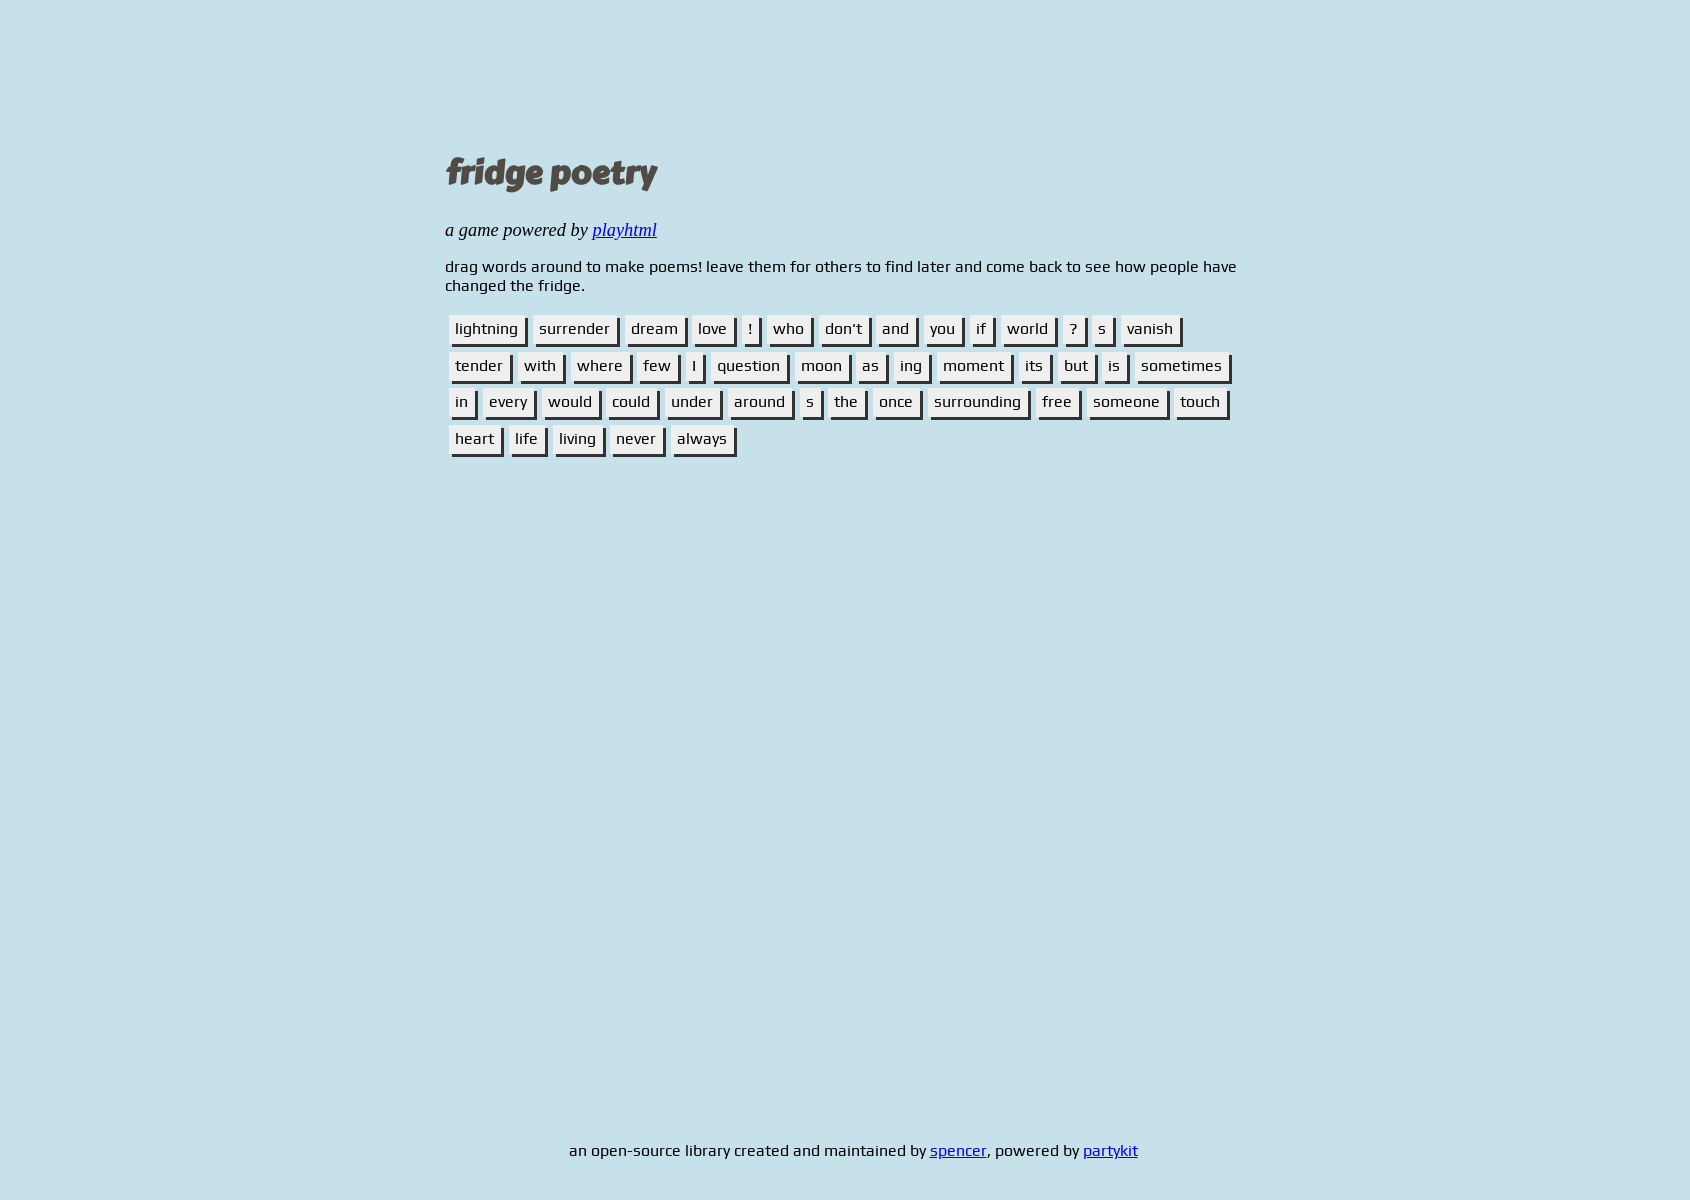 fridge poetry
a game powered by playhtml
drag words around to make poems! leave them for others to find later and come back to see how people have
changed the fridge.
lightning surrender dream love ! who don't and you if world ? s vanish
tender with where few I question moon as ing moment its but is sometimes
in every would could under around s the once surrounding free someone touch
heart life living never always
an open-source library created and maintained by spencer, powered by partykit